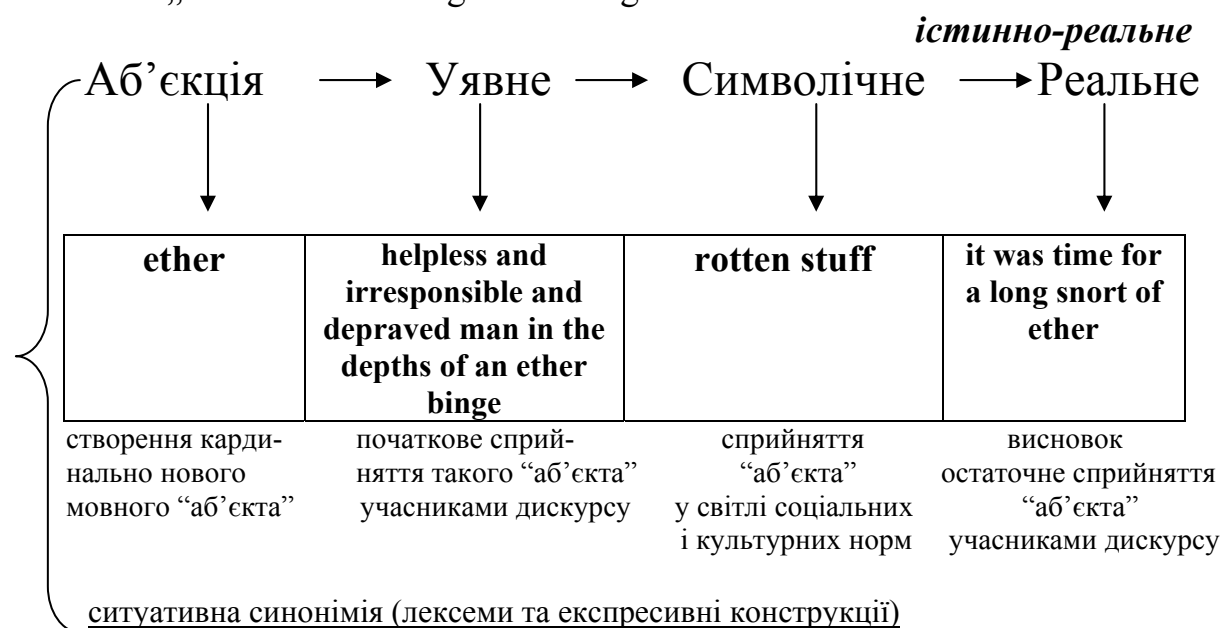 істинно-реальне
Аб’єкція Уявне Символічне Реальне
ether
helpless and
irresponsible and
depraved man in the
depths of an ether
binge
rotten stuff
it was time for
a long snort of
ether
створення карди-
нально нового
мовного “аб’єкта”
початкове сприй-
няття такого “аб’єкта”
учасниками дискурсу
сприйняття
“аб’єкта”
у світлі соціальних
і культурних норм
висновок
остаточне сприйняття
“аб’єкта”
учасниками дискурсу
ситуативна синонімія (лексеми та експресивні конструкції)